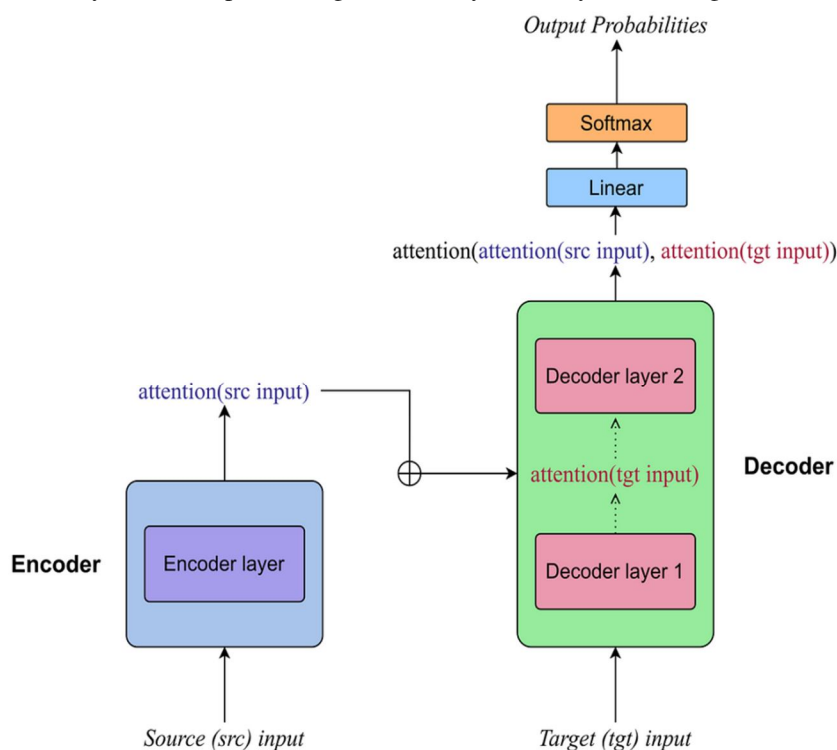 Output Probabilities
Softmax
Linear
attention(attention(src input), attention(tgt input))
Decoder layer 2
attention(src input)
attention(tgt input)
Decoder
Encoder
Encoder layer
Decoder layer 1
Source (src) input
Target (tgt) input